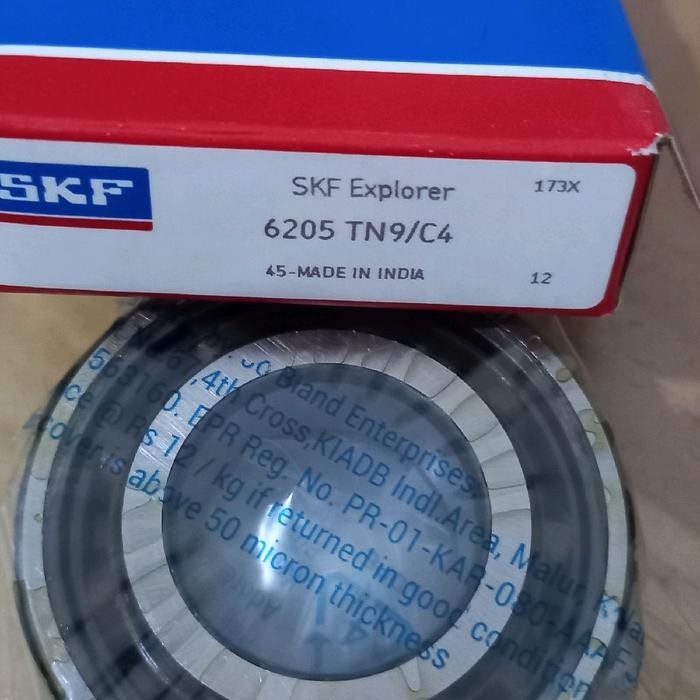 SKF
SKF Explorer
173X
6205 TN9/C4
45-MADE IN INDIA
12
Bland Enterprises,
4th Cross, KIADB Indl.Area, Malur,
EPR Reg. No. PR-01-KAR-080-AAAF
@ Rs 12 / kg if returned in good condition
cover is above 50 micron thickness